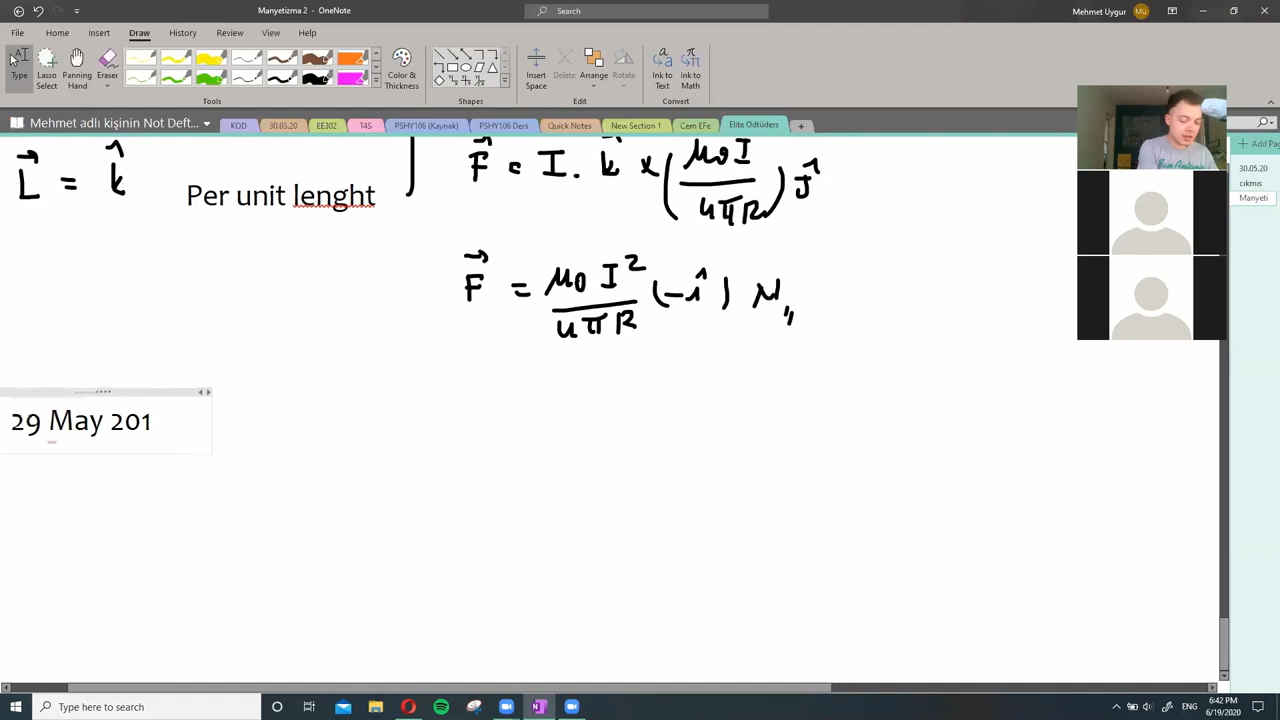 Manyetizma 2 - OneNote
Search
Mehmet Uygur
MU
File Home Insert Draw History Review View Help
Type
Lasso Select
Panning Hand
Eraser
Color & Thickness
Insert Space
Delete
Arrange
Rotate
Ink to Text
Ink to Math
Tools
Shapes
Edit
Convert
Mehmet adlı kişinin Not Deft...
KOD
30.03.20
EE302
T4S
PSHY106 (Kaynak)
PSHY106 Ders
Quick Notes
New Section 1
Cem EFe
Elite Odtüders
Add Pag
30.05.20
cıkmıs
Manyeti
L⃗ = k̂
Per unit lenght
F⃗ = I. k̂ × (μ0 I / 4πR) ĵ
F⃗ = μ0 I² / 4πR (-î) N,,
29 May 201
Type here to search
6:42 PM
6/19/2020